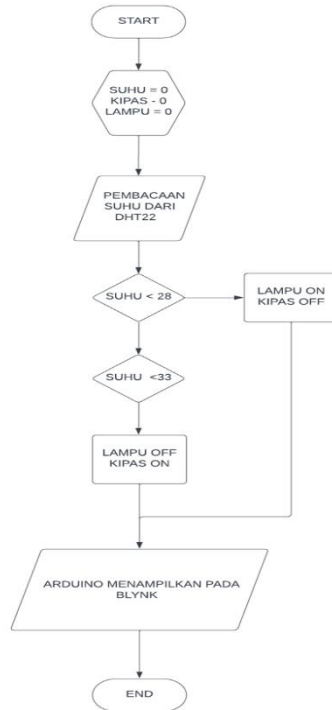 START
SUHU = 0
KIPAS - 0
LAMPU = 0
PEMBACAAN
SUHU DARI
DHT22
SUHU < 28
LAMPU ON
KIPAS OFF
SUHU <33
LAMPU OFF
KIPAS ON
ARDUINO MENAMPILKAN PADA
BLYNK
END